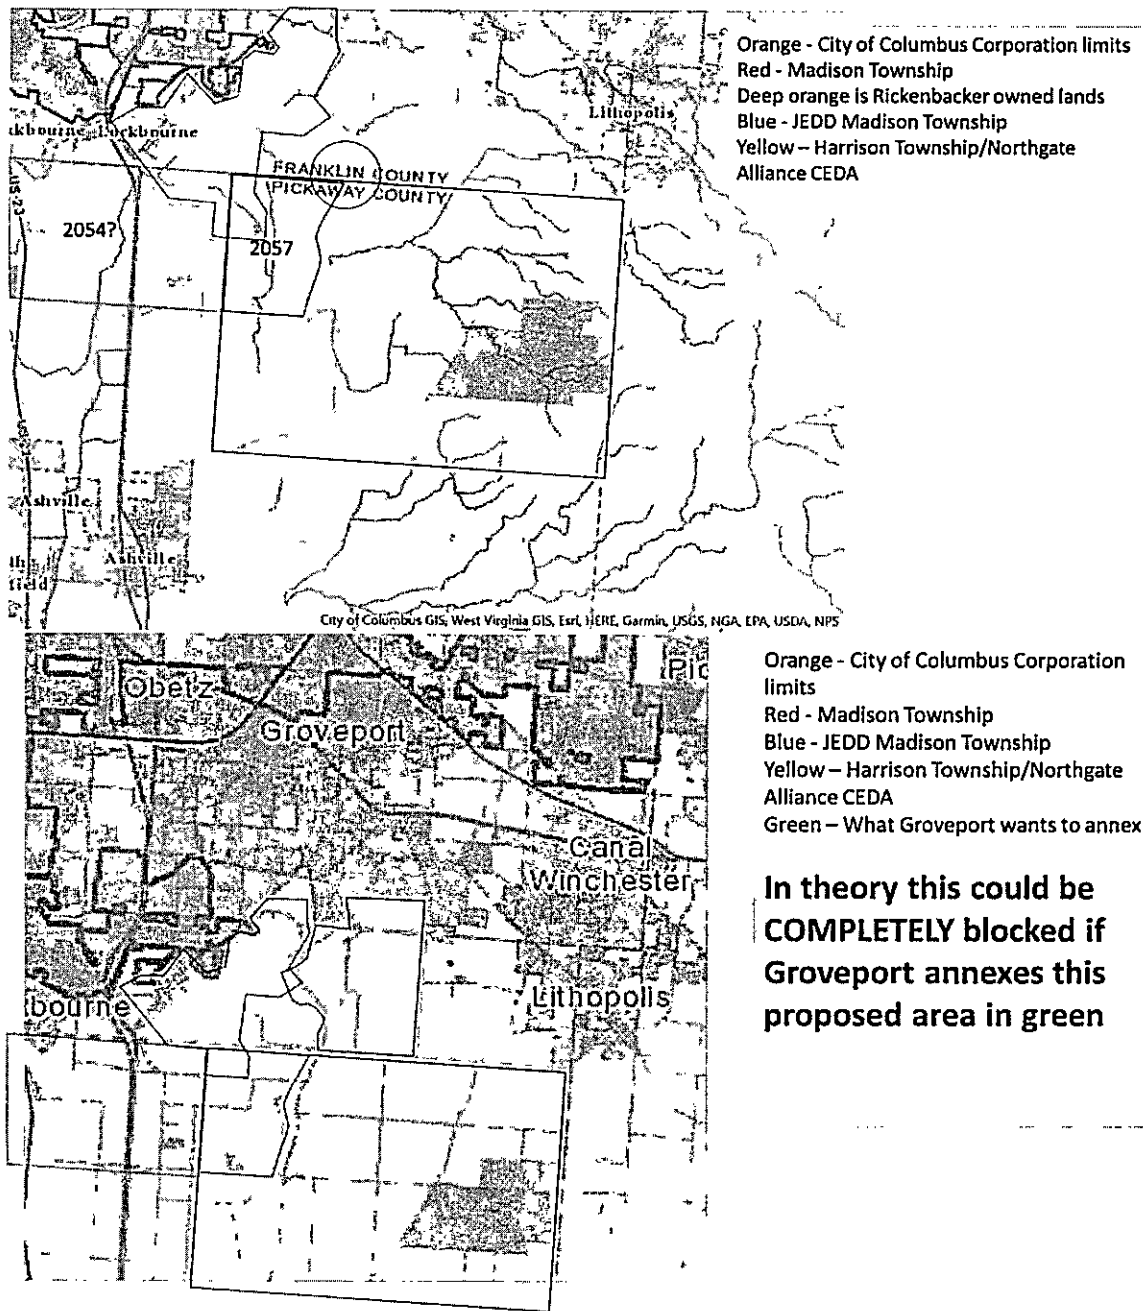 Orange - City of Columbus Corporation limits
Red - Madison Township
Deep orange is Rickenbacker owned lands
Blue - JEDD Madison Township
Yellow – Harrison Township/Northgate
Alliance CEDA
Lithopolis
kbourne Lockbourne
FRANKLIN COUNTY
PICKAWAY COUNTY
US-23
2054?
2057
Ashville
Ashville
City of Columbus GIS, West Virginia GIS, Esri, HERE, Garmin, USGS, NGA, EPA, USDA, NPS
Obetz
Groveport
Pic
Canal
Winchester
Lithopolis
bourne
Orange - City of Columbus Corporation
limits
Red - Madison Township
Blue - JEDD Madison Township
Yellow – Harrison Township/Northgate
Alliance CEDA
Green – What Groveport wants to annex
In theory this could be
COMPLETELY blocked if
Groveport annexes this
proposed area in green